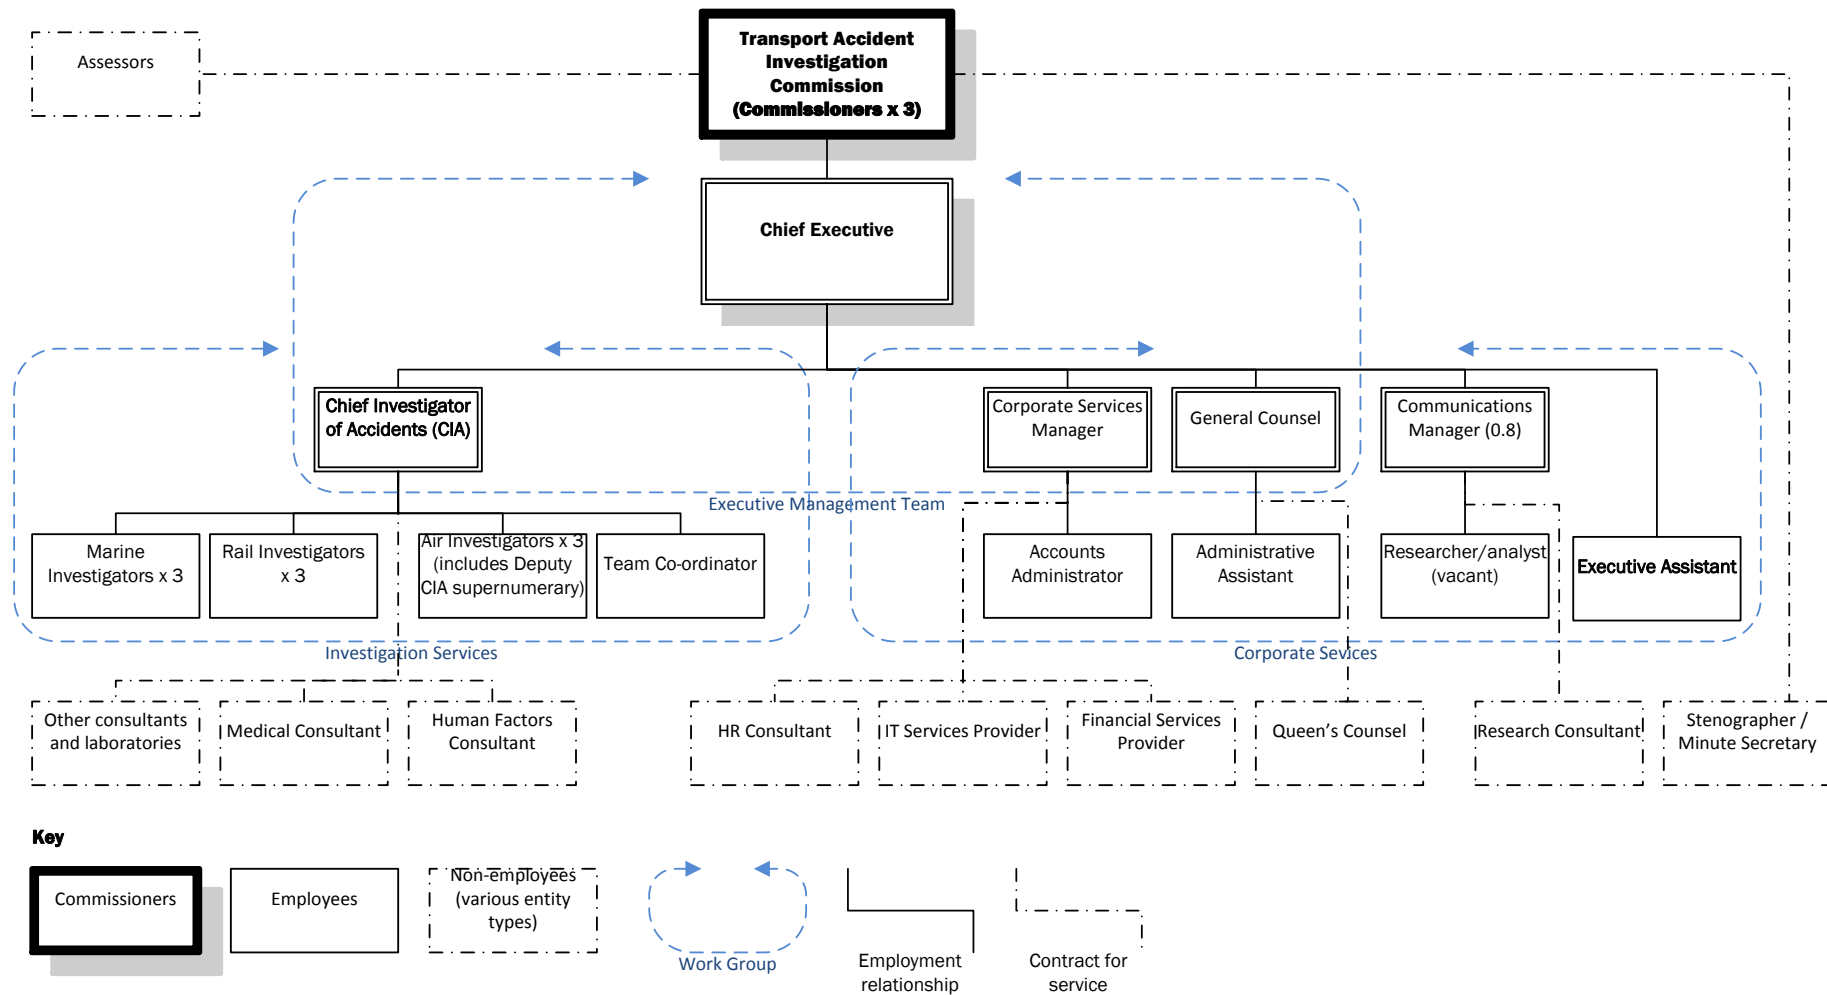 Assessors
Transport Accident
Investigation
Commission
(Commissioners x 3)
Chief Executive
Chief Investigator
of Accidents (CIA)
Corporate Services
Manager
General Counsel
Communications
Manager (0.8)
Executive Management Team
Marine
Investigators x 3
Rail Investigators
x 3
Air Investigators x 3
(includes Deputy
CIA supernumerary)
Team Co-ordinator
Accounts
Administrator
Administrative
Assistant
Researcher/analyst
(vacant)
Executive Assistant
Investigation Services
Corporate Sevices
Other consultants
and laboratories
Medical Consultant
Human Factors
Consultant
HR Consultant
IT Services Provider
Financial Services
Provider
Queen’s Counsel
Research Consultant
Stenographer /
Minute Secretary
Key
Commissioners
Employees
Non-employees
(various entity
types)
Work Group
Employment
relationship
Contract for
service